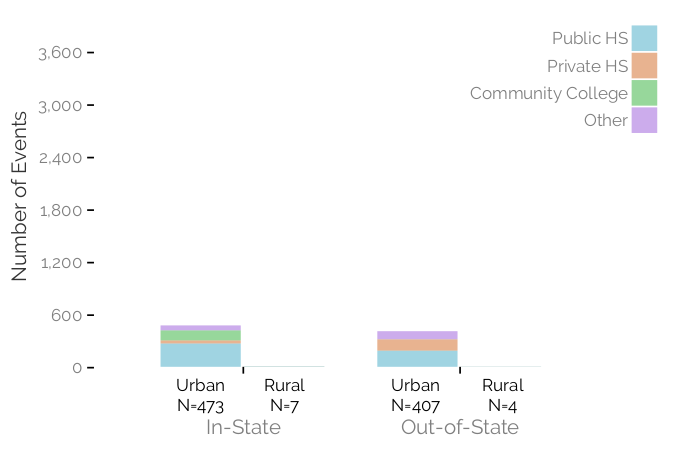 Public HS
Private HS
Community College
Other
Number of Events
3,600
3,000
2,400
1,800
1,200
600
0
Urban Rural Urban Rural
N=473 N=7 N=407 N=4
In-State Out-of-State